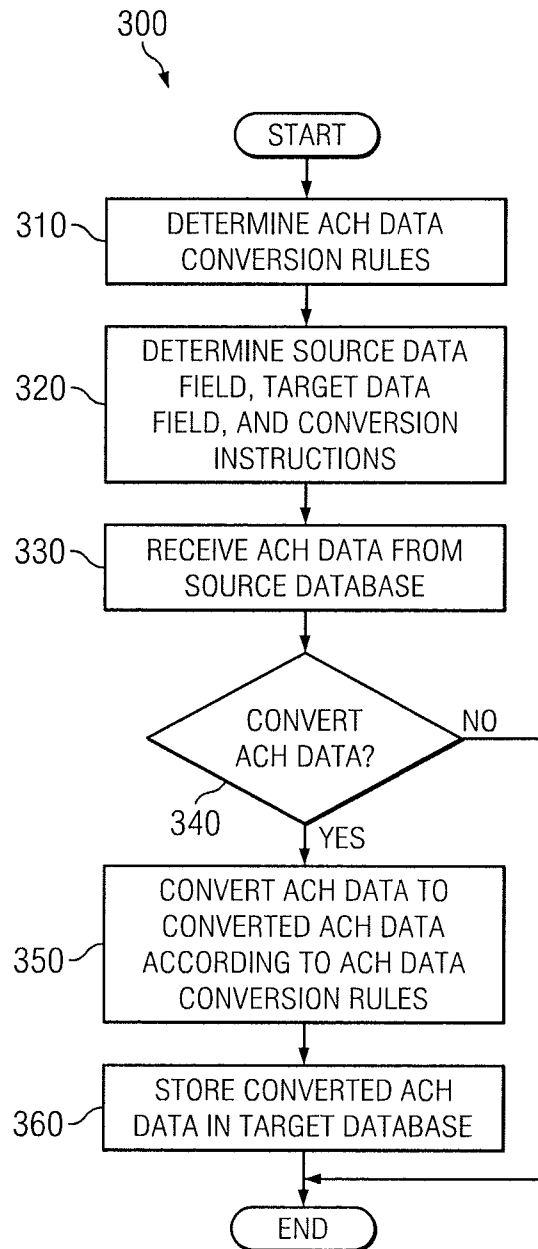 300
START
310
DETERMINE ACH DATA
CONVERSION RULES
320
DETERMINE SOURCE DATA
FIELD, TARGET DATA
FIELD, AND CONVERSION
INSTRUCTIONS
330
RECEIVE ACH DATA FROM
SOURCE DATABASE
CONVERT
ACH DATA?
NO
340
YES
350
CONVERT ACH DATA TO
CONVERTED ACH DATA
ACCORDING TO ACH DATA
CONVERSION RULES
360
STORE CONVERTED ACH
DATA IN TARGET DATABASE
END